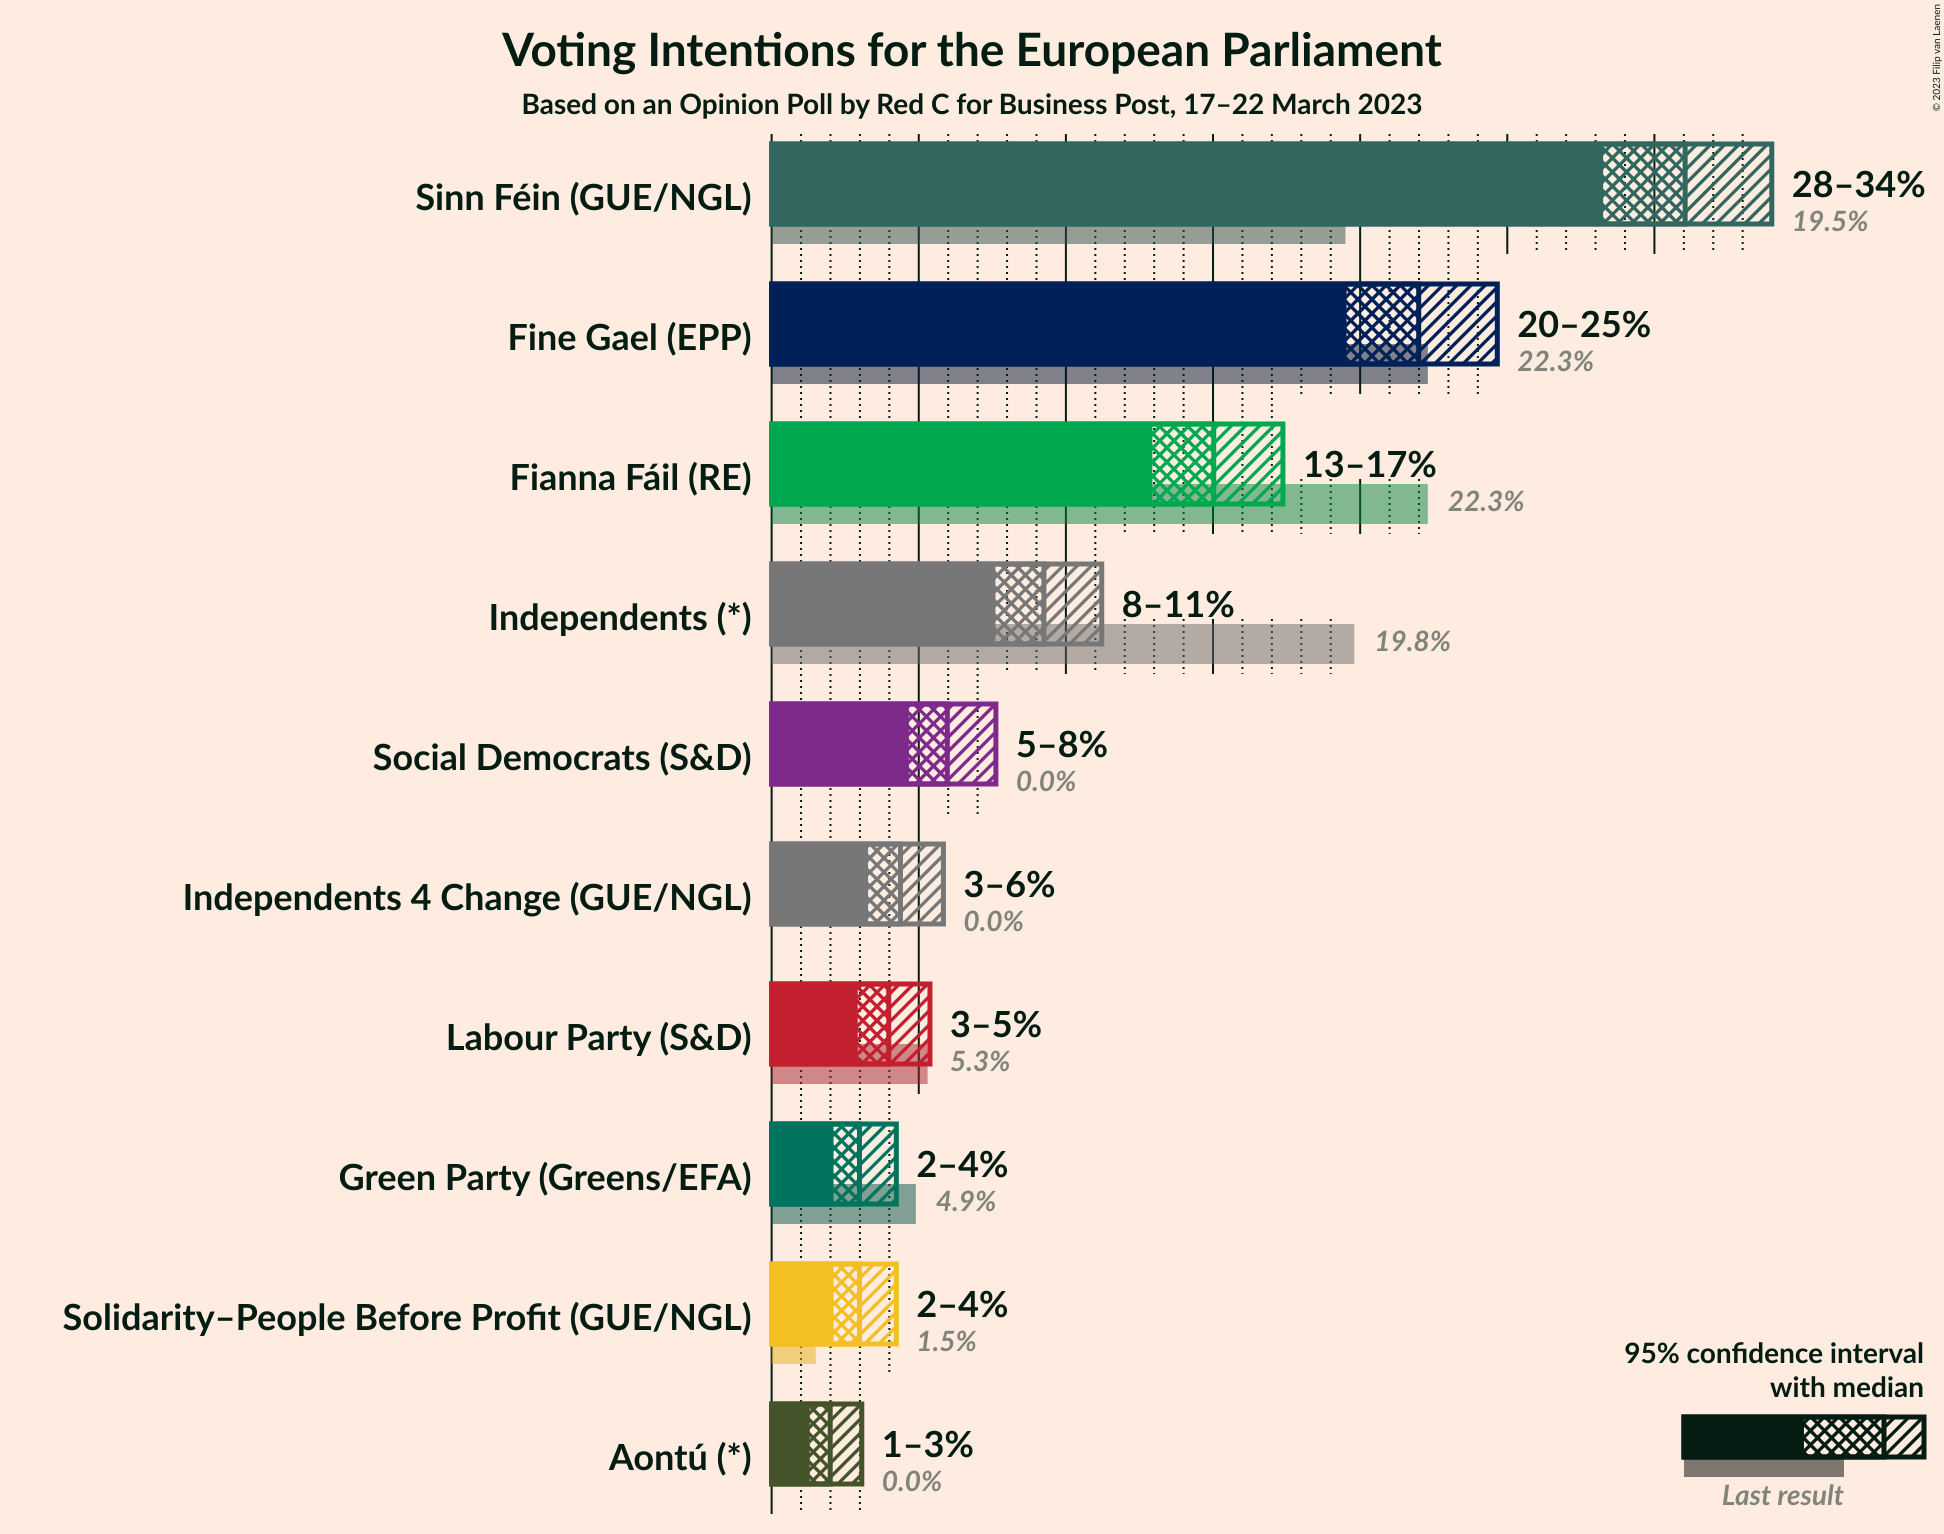 Voting Intentions for the European Parliament
Based on an Opinion Poll by Red C for Business Post, 17–22 March 2023
© 2023 Filip van Laenen
Sinn Féin (GUE/NGL)
28–34%
19.5%
Fine Gael (EPP)
20–25%
22.3%
Fianna Fáil (RE)
13–17%
22.3%
Independents (*)
8–11%
19.8%
Social Democrats (S&D)
5–8%
0.0%
Independents 4 Change (GUE/NGL)
3–6%
0.0%
Labour Party (S&D)
3–5%
5.3%
Green Party (Greens/EFA)
2–4%
4.9%
Solidarity–People Before Profit (GUE/NGL)
2–4%
1.5%
Aontú (*)
1–3%
0.0%
95% confidence interval
with median
Last result